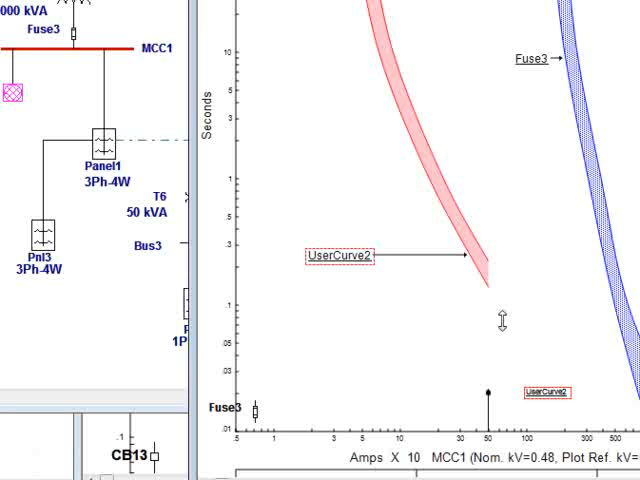 000 kVA
Fuse3
MCC1
Panel1
3Ph-4W
T6
50 kVA
Bus3
Pnl3
3Ph-4W
1P
CB13
.1
Seconds
10
5
3
1
.5
.3
.1
.05
.03
.01
Fuse3
UserCurve2
UserCurve2
Fuse3
.5
1
3
5
10
30
50
100
300
500
Amps X 10 MCC1 (Nom. kV=0.48, Plot Ref. kV=